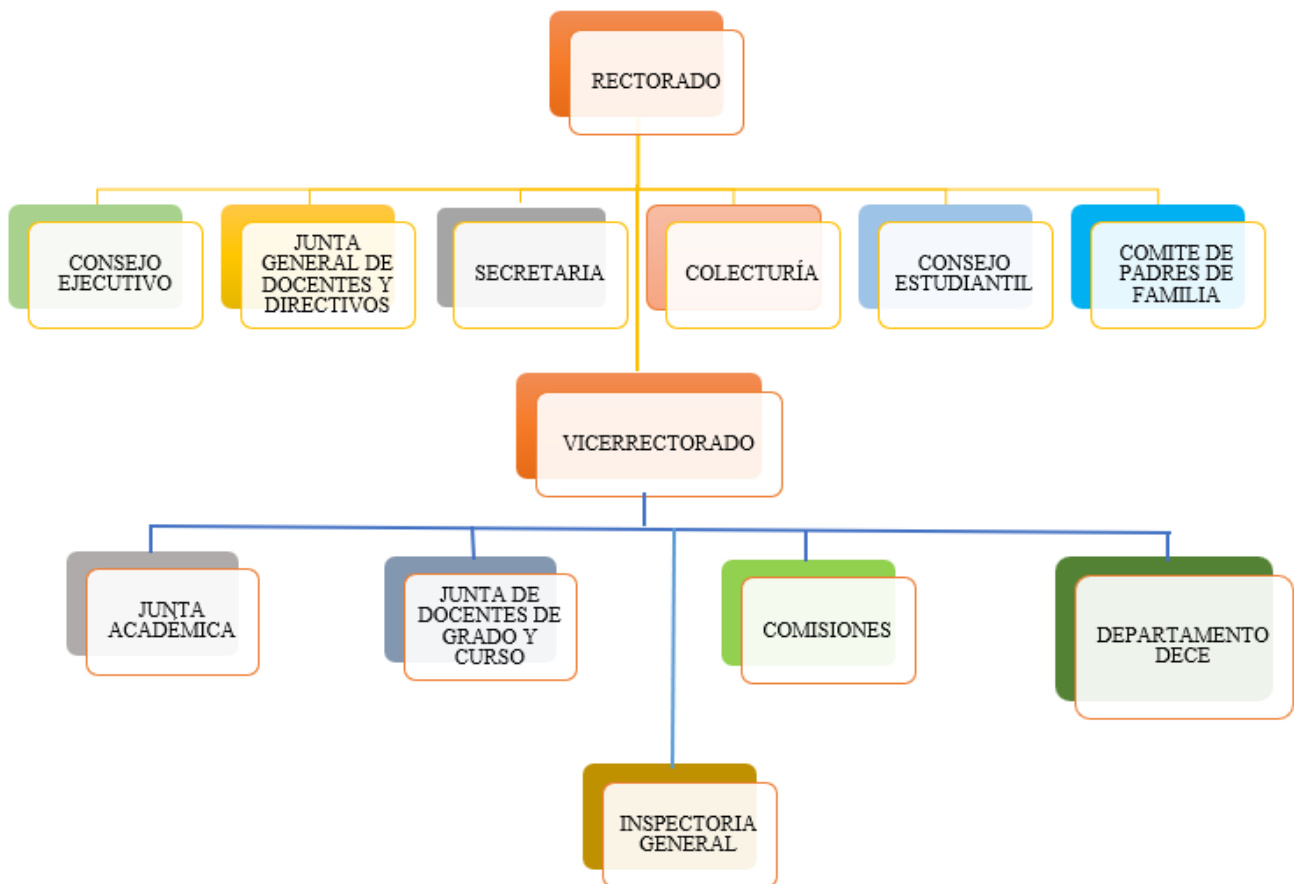 RECTORADO
CONSEJO
EJECUTIVO
JUNTA
GENERAL DE
DOCENTES Y
DIRECTIVOS
SECRETARIA
COLECTURÍA
CONSEJO
ESTUDIANTIL
COMITE DE
PADRES DE
FAMILIA
VICERRECTORADO
JUNTA
ACADÉMICA
JUNTA DE
DOCENTES DE
GRADO Y
CURSO
COMISIONES
DEPARTAMENTO
DECE
INSPECTORIA
GENERAL